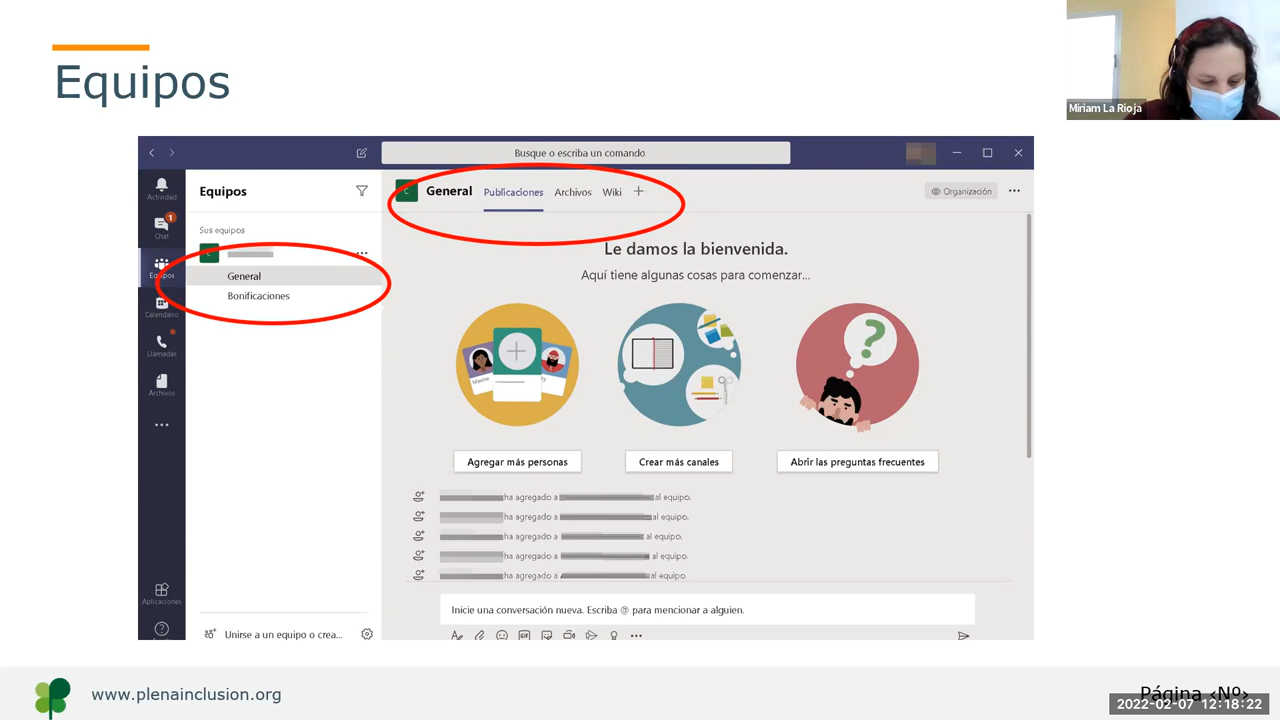 Equipos
Miriam La Rioja
Busque o escriba un comando
Actividad
Chat
1
Equipos
Calendario
Llamadas
Archivos
Aplicaciones
Equipos
Sus equipos
General
Bonificaciones
Unirse a un equipo o crea...
General
Publicaciones
Archivos
Wiki
Organización
Le damos la bienvenida.
Aquí tiene algunas cosas para comenzar...
Maxine
Agregar más personas
Crear más canales
Abrir las preguntas frecuentes
ha agregado a al equipo.
ha agregado a al equipo.
ha agregado a al equipo.
ha agregado a al equipo.
ha agregado a al equipo.
Inicie una conversación nueva. Escriba @ para mencionar a alguien.
GIF
www.plenainclusion.org
Página ‹Nº›
2022-02-07 12:18:22